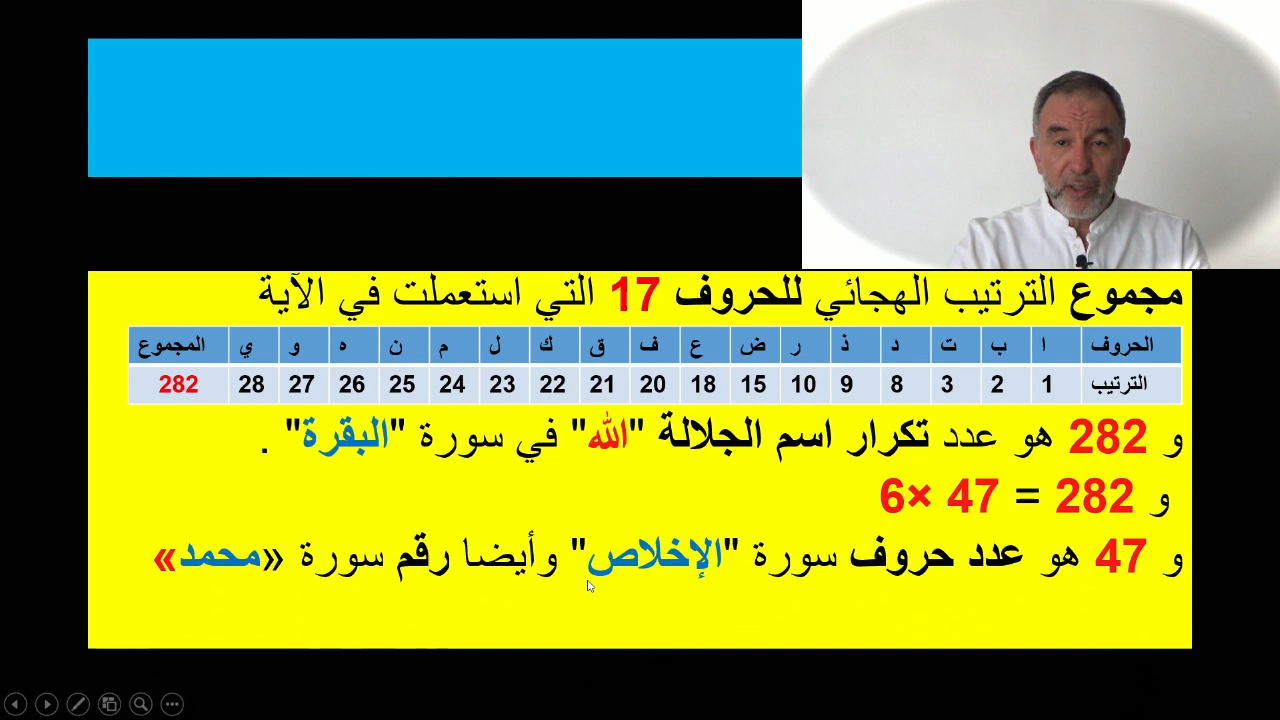 مجموع الترتيب الهجائي للحروف 17 التي استعملت في الآية
الحروف ا ب ت د ذ ر ض ع ف ق ك ل م ن ه و ي المجموع
الترتيب 1 2 3 8 9 10 15 18 20 21 22 23 24 25 26 27 28 282
و 282 هو عدد تكرار اسم الجلالة "الله" في سورة "البقرة" .
و 282 = 47 ×6
و 47 هو عدد حروف سورة "الإخلاص" وأيضا رقم سورة «محمد»